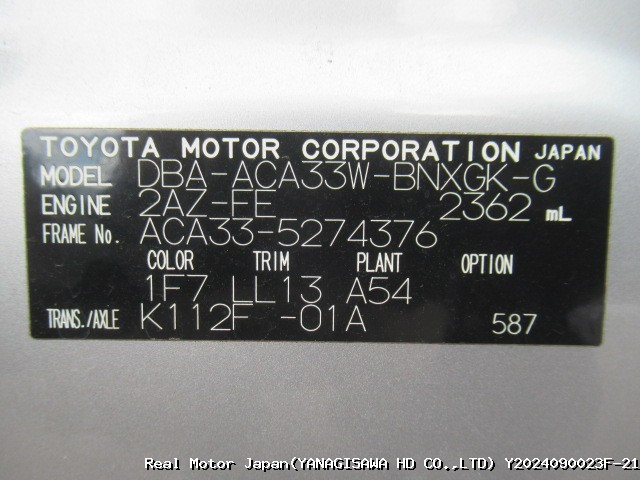 TOYOTA MOTOR CORPORATION JAPAN
MODEL DBA-ACA33W-BNXGK-G
ENGINE 2AZ-FE 2362 mL
FRAME No. ACA33-5274376
COLOR TRIM PLANT OPTION
1F7 LL13 A54
TRANS./AXLE K112F -01A 587
Real Motor Japan(YANAGISAWA HD CO.,LTD) Y2024090023F-21